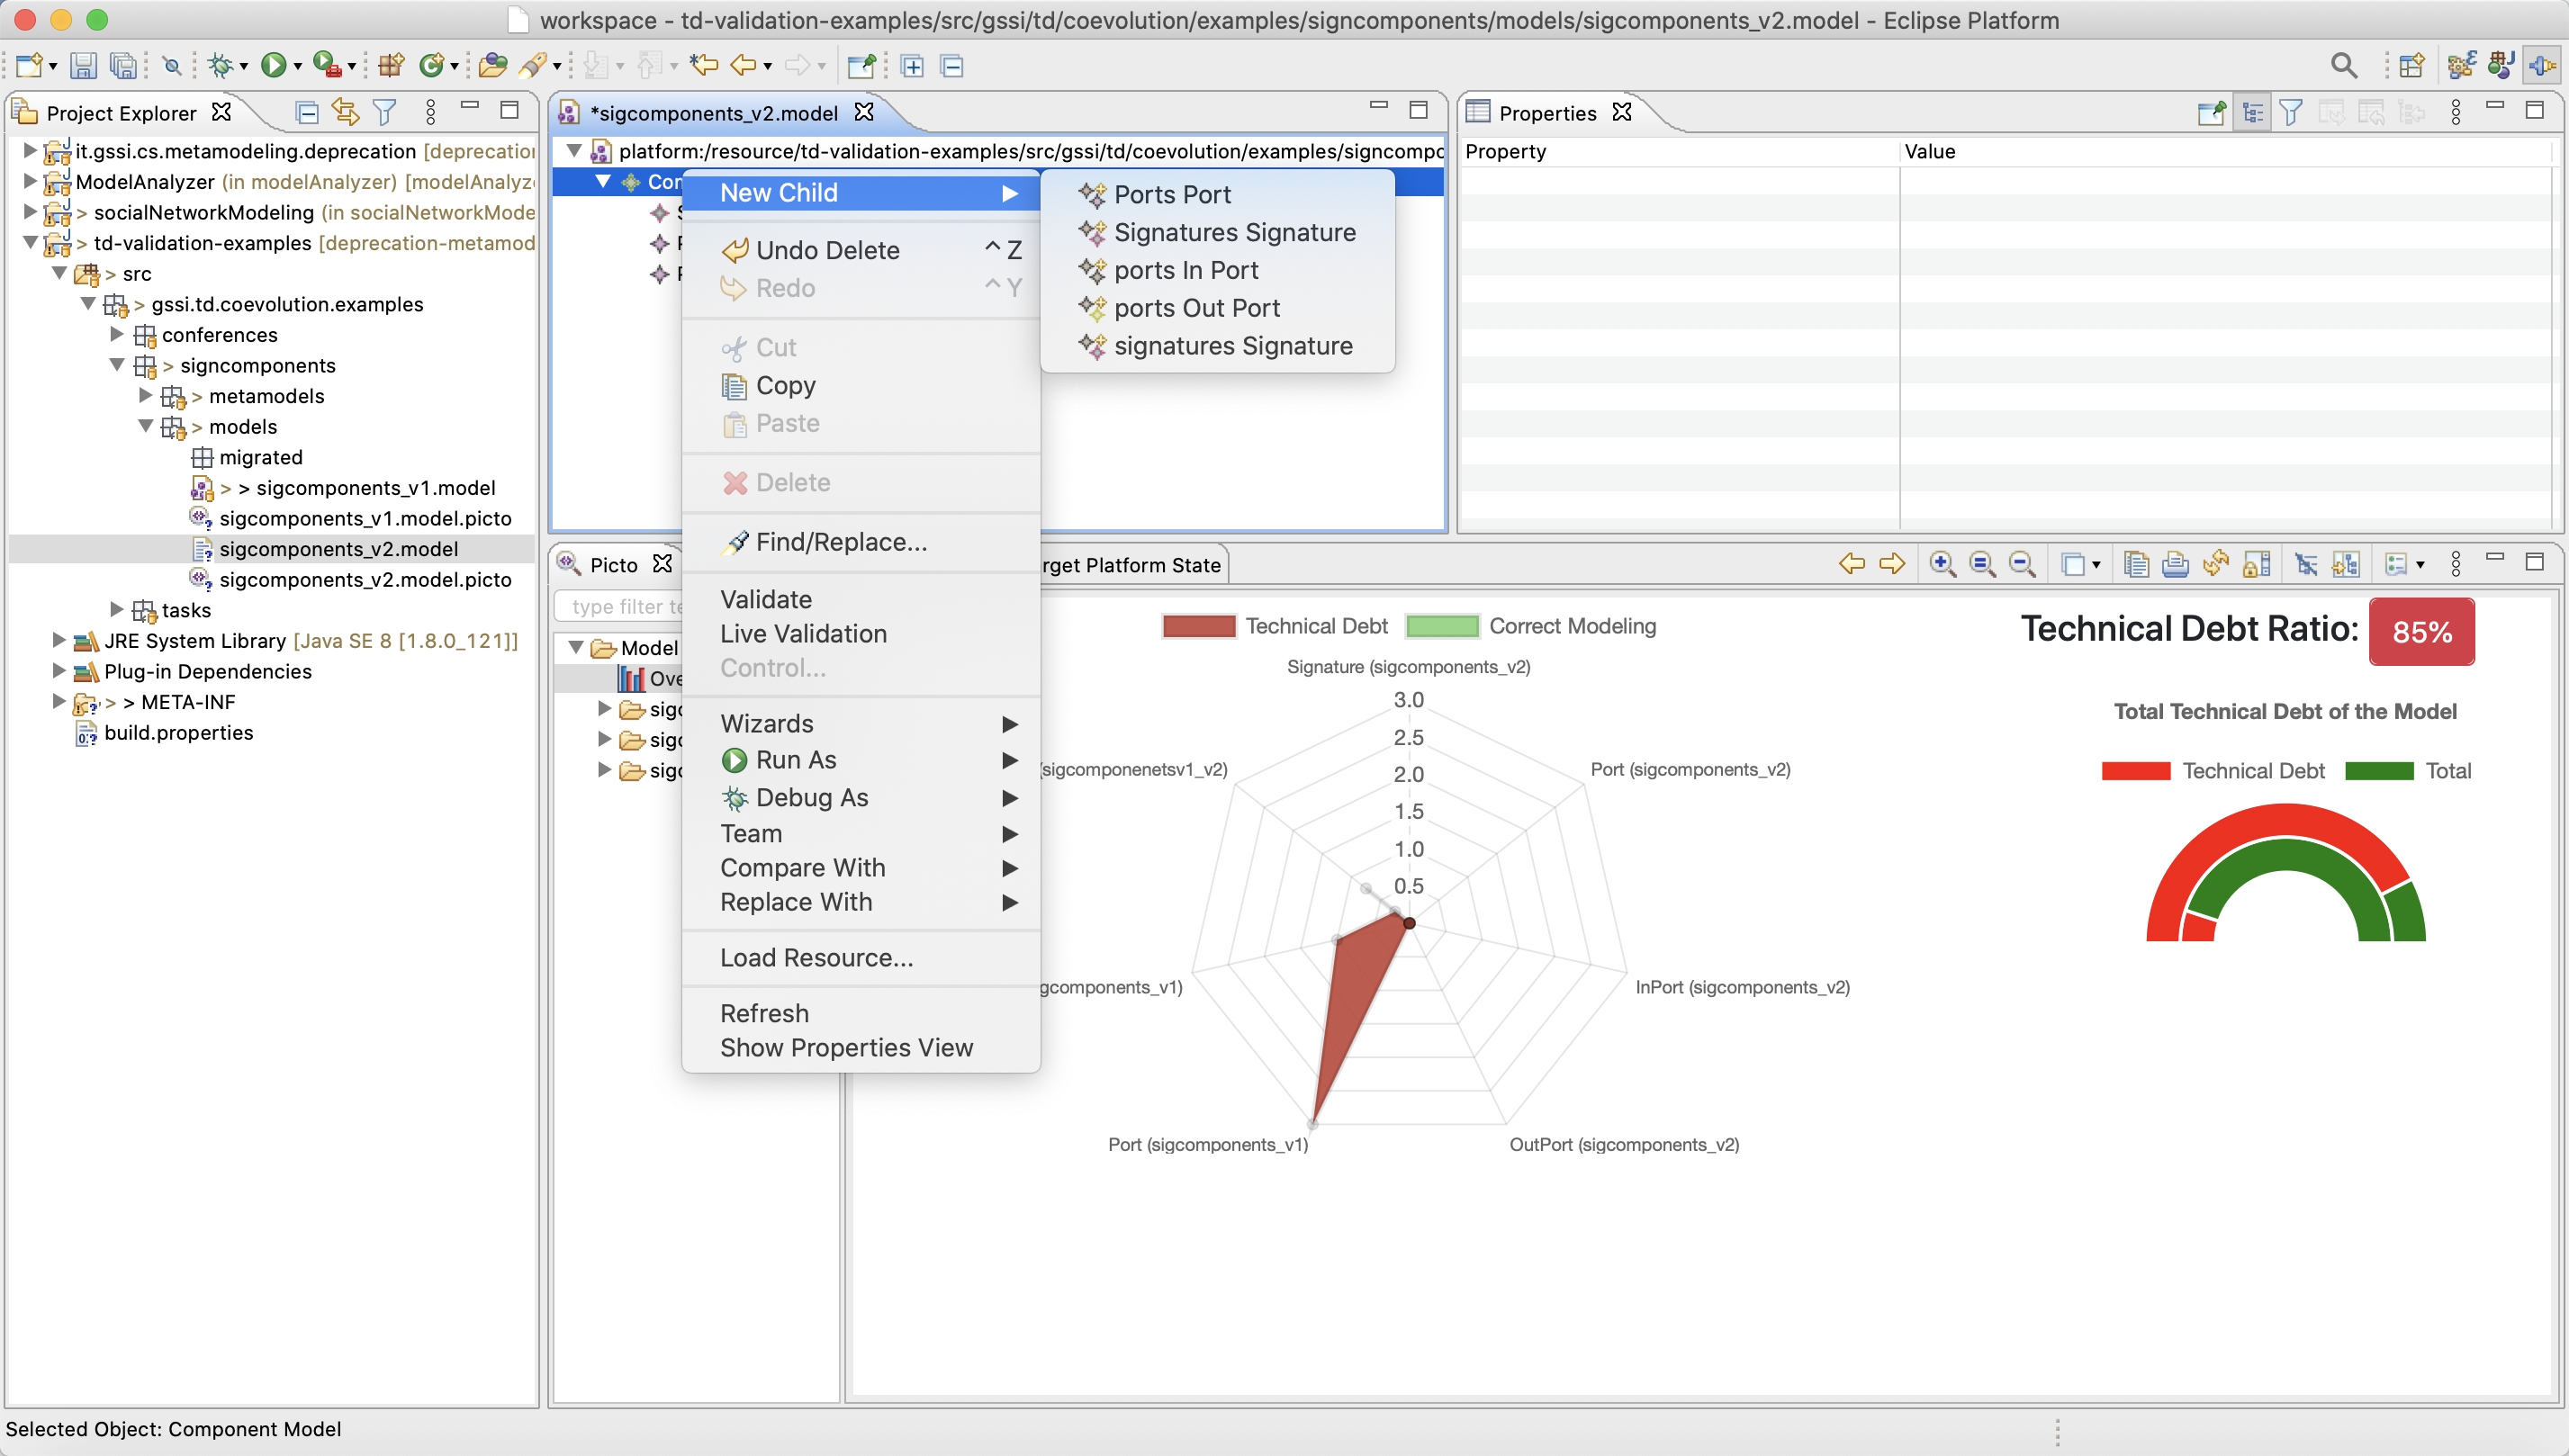 workspace - td-validation-examples/src/gssi/td/coevolution/examples/signcomponents/models/sigcomponents_v2.model - Eclipse Platform
Project Explorer
it.gssi.cs.metamodeling.deprecation [deprecation
ModelAnalyzer (in modelAnalyzer) [modelAnalyz
> socialNetworkModeling (in socialNetworkMode
> td-validation-examples [deprecation-metamod
> src
> gssi.td.coevolution.examples
conferences
> signcomponents
> metamodels
> models
migrated
> > sigcomponents_v1.model
sigcomponents_v1.model.picto
sigcomponents_v2.model
sigcomponents_v2.model.picto
tasks
JRE System Library [Java SE 8 [1.8.0_121]]
Plug-in Dependencies
> > META-INF
build.properties
*sigcomponents_v2.model
platform:/resource/td-validation-examples/src/gssi/td/coevolution/examples/signcompo
Con
New Child
Undo Delete ^ Z
Redo ^ Y
Cut
Copy
Paste
Delete
Find/Replace...
Validate
Live Validation
Control...
Wizards
Run As
Debug As
Team
Compare With
Replace With
Load Resource...
Refresh
Show Properties View
Ports Port
Signatures Signature
ports In Port
ports Out Port
signatures Signature
Properties
Property Value
Picto
rget Platform State
type filter te
Model
Ove
sigc
sigc
sigc
Technical Debt Correct Modeling
Signature (sigcomponents_v2)
3.0
2.5
2.0
1.5
1.0
0.5
(sigcomponenetsv1_v2)
Port (sigcomponents_v2)
gcomponents_v1)
InPort (sigcomponents_v2)
Port (sigcomponents_v1)
OutPort (sigcomponents_v2)
Technical Debt Ratio: 85%
Total Technical Debt of the Model
Technical Debt Total
Selected Object: Component Model